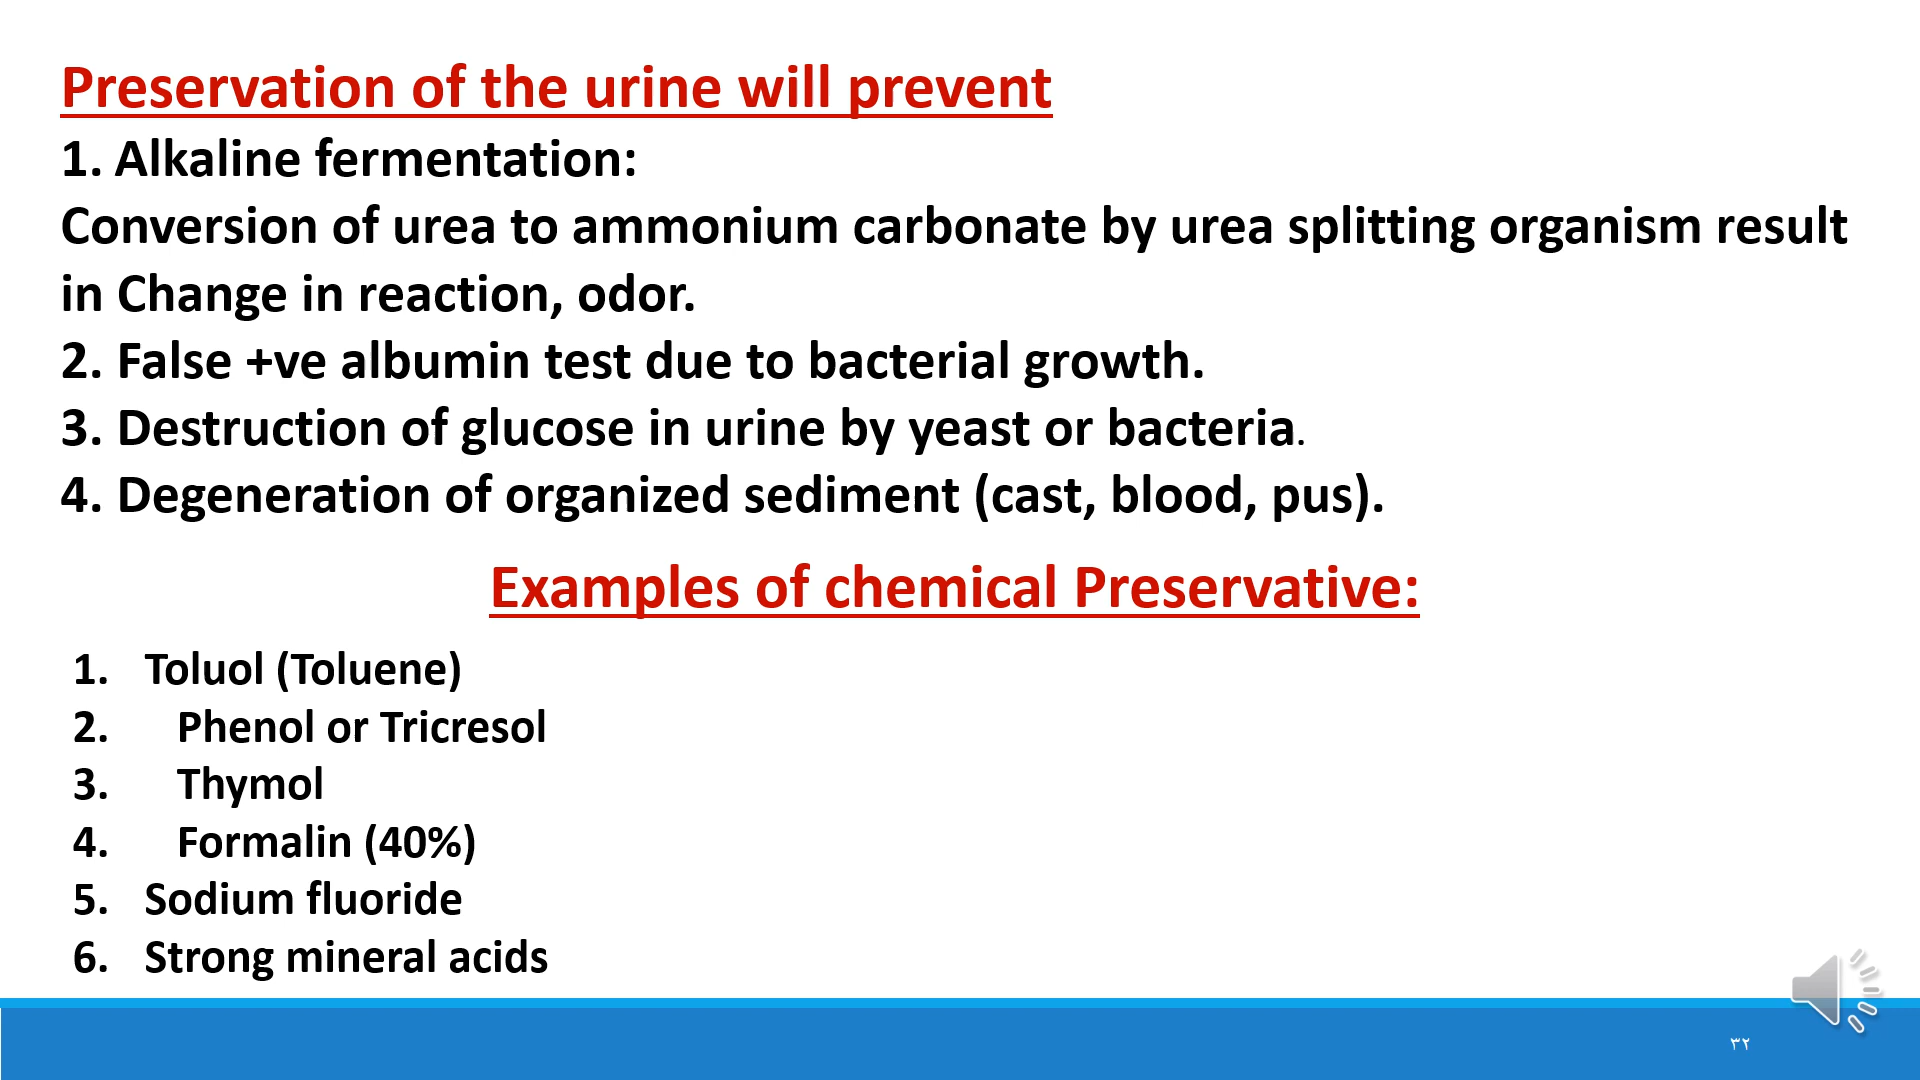 Preservation of the urine will prevent
1. Alkaline fermentation:
Conversion of urea to ammonium carbonate by urea splitting organism result
in Change in reaction, odor.
2. False +ve albumin test due to bacterial growth.
3. Destruction of glucose in urine by yeast or bacteria.
4. Degeneration of organized sediment (cast, blood, pus).
Examples of chemical Preservative:
1. Toluol (Toluene)
2. Phenol or Tricresol
3. Thymol
4. Formalin (40%)
5. Sodium fluoride
6. Strong mineral acids
٣٢